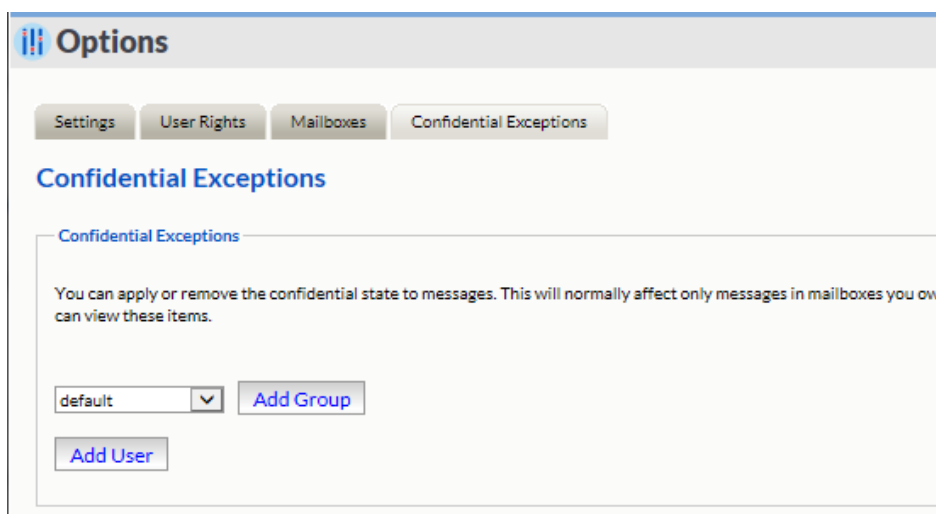 Options
Settings User Rights Mailboxes Confidential Exceptions
Confidential Exceptions
Confidential Exceptions
You can apply or remove the confidential state to messages. This will normally affect only messages in mailboxes you
can view these items.
default Add Group
Add User